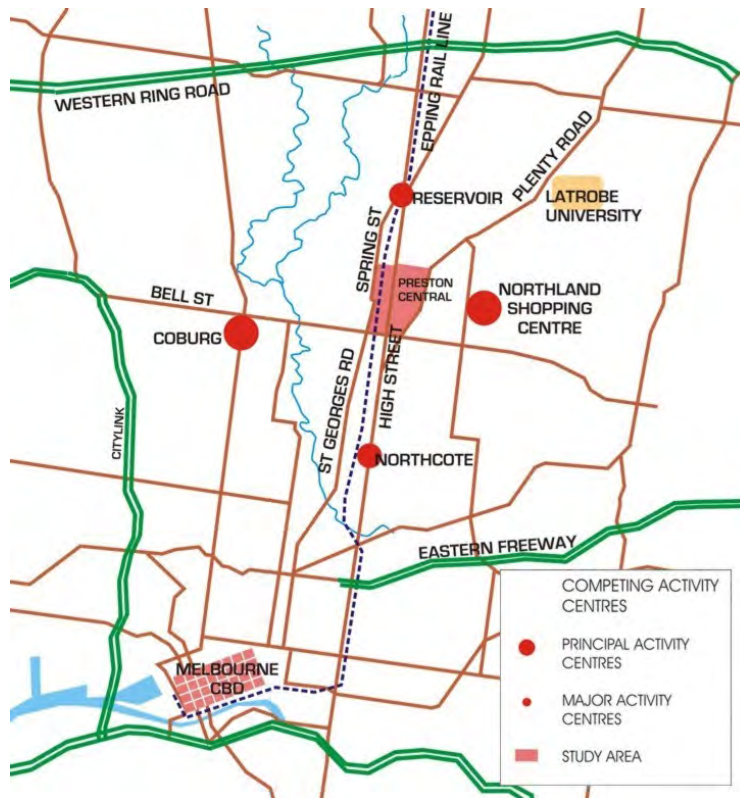 WESTERN RING ROAD
EPPING RAIL LINE
PLENTY ROAD
RESERVOIR
LATROBE
UNIVERSITY
SPRING ST
PRESTON
CENTRAL
NORTHLAND
SHOPPING
CENTRE
BELL ST
COBURG
HIGH STREET
ST GEORGES RD
CITYLINK
NORTHCOTE
EASTERN FREEWAY
MELBOURNE
CBD
COMPETING ACTIVITY
CENTRES
PRINCIPAL ACTIVITY
CENTRES
MAJOR ACTIVITY
CENTRES
STUDY AREA